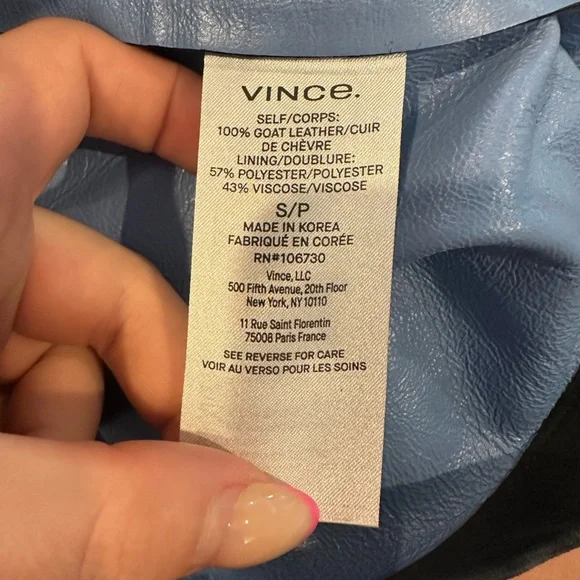 VINCE.
SELF/CORPS:
100% GOAT LEATHER/CUIR
DE CHÈVRE
LINING/DOUBLURE:
57% POLYESTER/POLYESTER
43% VISCOSE/VISCOSE
S/P
MADE IN KOREA
FABRIQUÉ EN CORÉE
RN#106730
Vince, LLC
500 Fifth Avenue, 20th Floor
New York, NY 10110
11 Rue Saint Florentin
75008 Paris France
SEE REVERSE FOR CARE
VOIR AU VERSO POUR LES SOINS